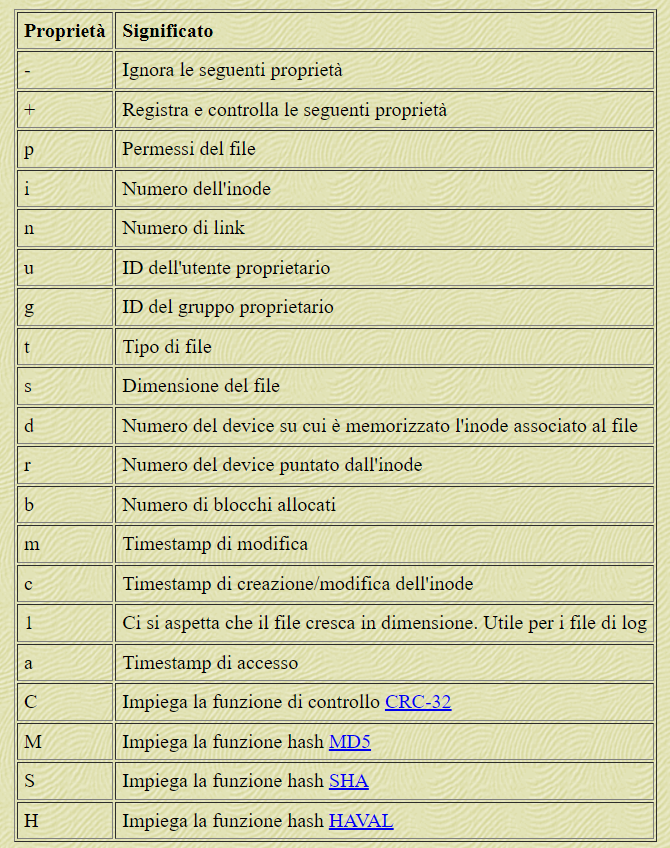 Proprietà Significato
- Ignora le seguenti proprietà
+ Registra e controlla le seguenti proprietà
p Permessi del file
i Numero dell'inode
n Numero di link
u ID dell'utente proprietario
g ID del gruppo proprietario
t Tipo di file
s Dimensione del file
d Numero del device su cui è memorizzato l'inode associato al file
r Numero del device puntato dall'inode
b Numero di blocchi allocati
m Timestamp di modifica
c Timestamp di creazione/modifica dell'inode
l Ci si aspetta che il file cresca in dimensione. Utile per i file di log
a Timestamp di accesso
C Impiega la funzione di controllo CRC-32
M Impiega la funzione hash MD5
S Impiega la funzione hash SHA
H Impiega la funzione hash HAVAL